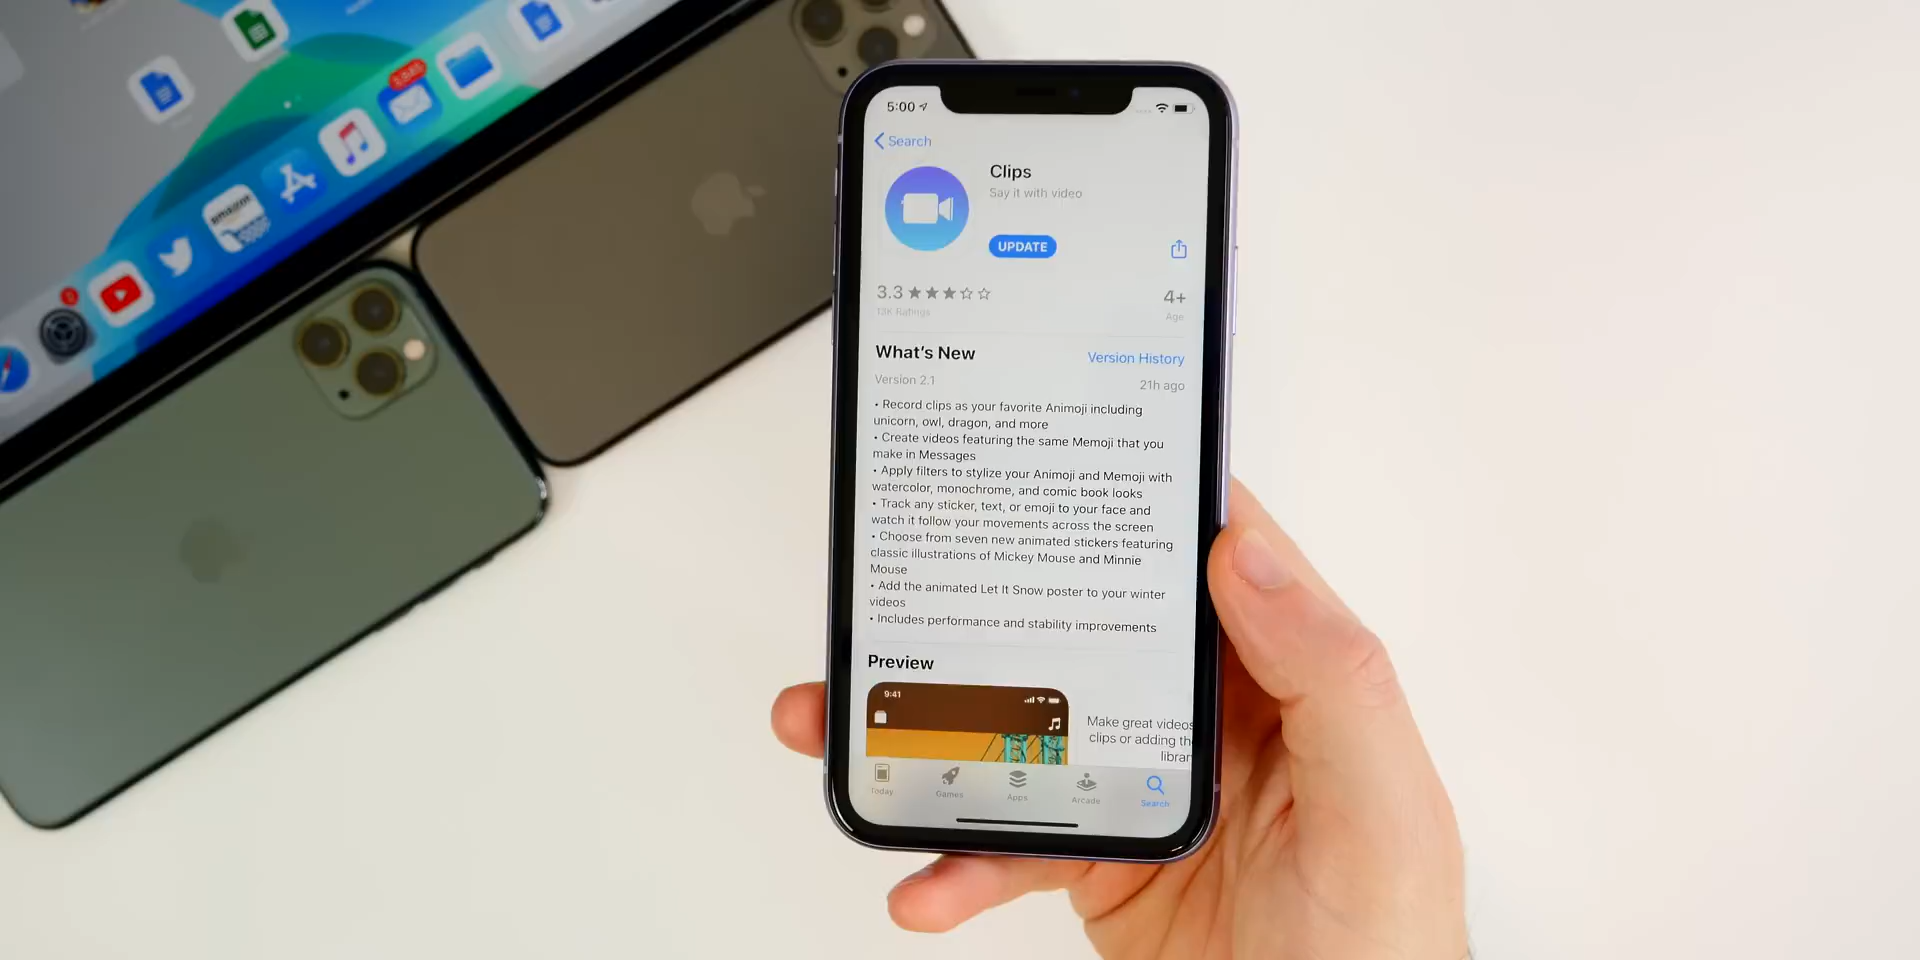 amazon
5:00
Search
Clips
Say it with video
UPDATE
3.3
13K Ratings
4+
Age
What's New
Version History
Version 2.1
21h ago
• Record clips as your favorite Animoji including
unicorn, owl, dragon, and more
• Create videos featuring the same Memoji that you
make in Messages
• Apply filters to stylize your Animoji and Memoji with
watercolor, monochrome, and comic book looks
• Track any sticker, text, or emoji to your face and
watch it follow your movements across the screen
• Choose from seven new animated stickers featuring
classic illustrations of Mickey Mouse and Minnie
Mouse
• Add the animated Let It Snow poster to your winter
videos
• Includes performance and stability improvements
Preview
9:41
Make great videos
clips or adding th
librar
Today
Games
Apps
Arcade
Search